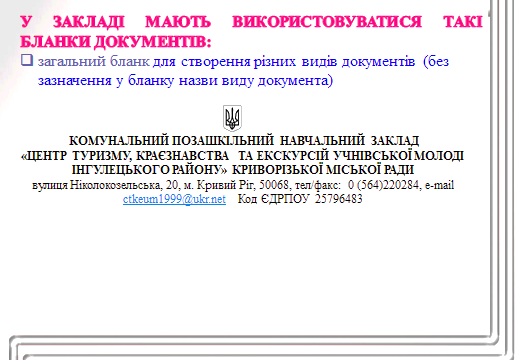 У ЗАКЛАДІ МАЮТЬ ВИКОРИСТОВУВАТИСЯ ТАКІ
БЛАНКИ ДОКУМЕНТІВ:
загальний бланк для створення різних видів документів (без
зазначення у бланку назви виду документа)
КОМУНАЛЬНИЙ ПОЗАШКІЛЬНИЙ НАВЧАЛЬНИЙ ЗАКЛАД
«ЦЕНТР ТУРИЗМУ, КРАЄЗНАВСТВА ТА ЕКСКУРСІЙ УЧНІВСЬКОЇ МОЛОДІ
ІНГУЛЕЦЬКОГО РАЙОНУ» КРИВОРІЗЬКОЇ МІСЬКОЇ РАДИ
вулиця Ніколокозельська, 20, м. Кривий Ріг, 50068, тел/факс: 0 (564)220284, e-mail
ctkeum1999@ukr.net Код ЄДРПОУ 25796483